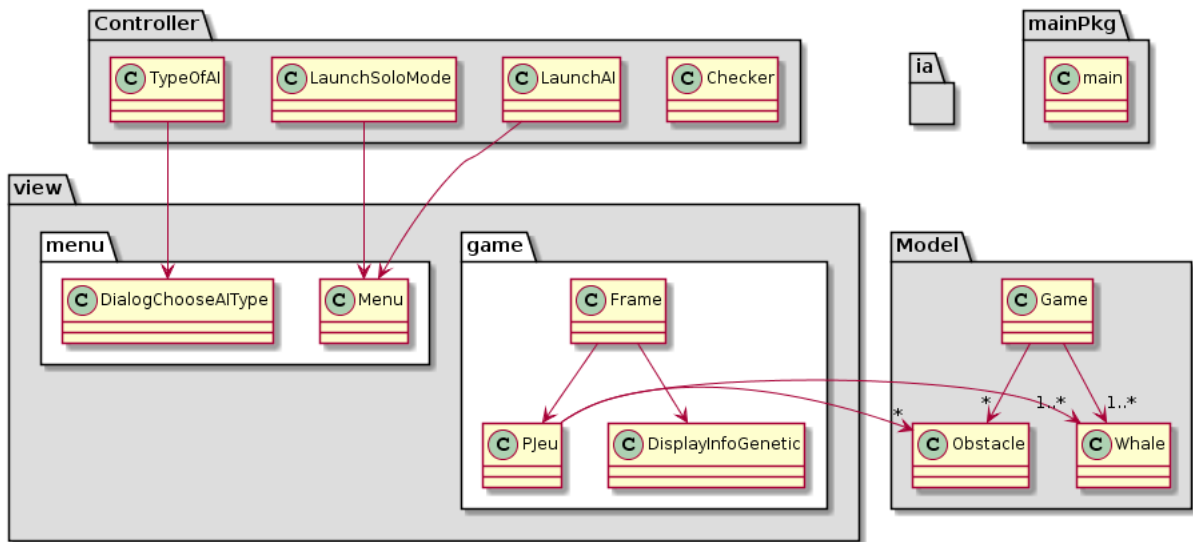 Controller
C TypeOfAI
C LaunchSoloMode
C LaunchAI
C Checker
ia
mainPkg
C main
view
menu
C DialogChooseAIType
C Menu
game
C Frame
C PJeu
C DisplayInfoGenetic
Model
C Game
* * 1..* 1..*
C Obstacle
C Whale